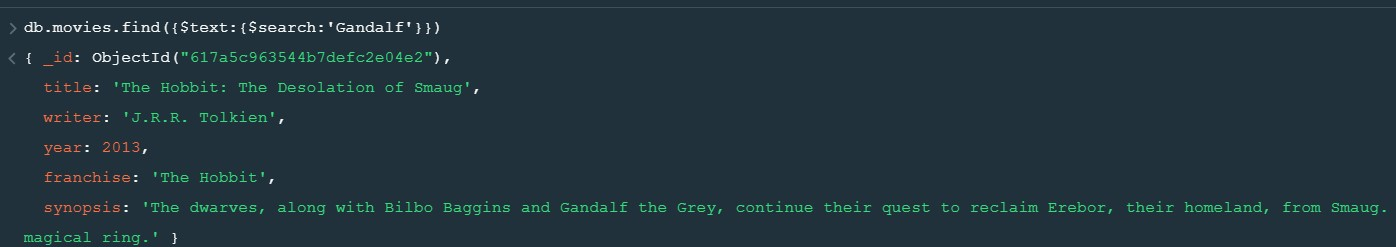 > db.movies.find({$text:{$search:'Gandalf'}})
< { _id: ObjectId("617a5c963544b7defc2e04e2"),
title: 'The Hobbit: The Desolation of Smaug',
writer: 'J.R.R. Tolkien',
year: 2013,
franchise: 'The Hobbit',
synopsis: 'The dwarves, along with Bilbo Baggins and Gandalf the Grey, continue their quest to reclaim Erebor, their homeland, from Smaug.
magical ring.' }